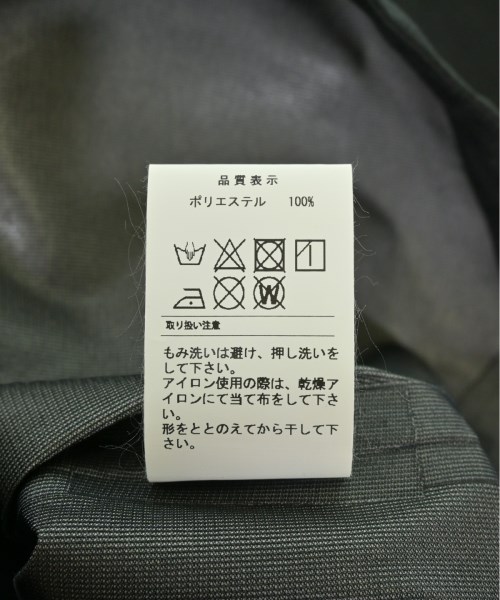 品質表示
ポリエステル 100%
W
取り扱い注意
もみ洗いは避け、押し洗いを
して下さい。
アイロン使用の際は、乾燥ア
イロンにて当て布をして下さ
い。
形をととのえてから干して下
さい。